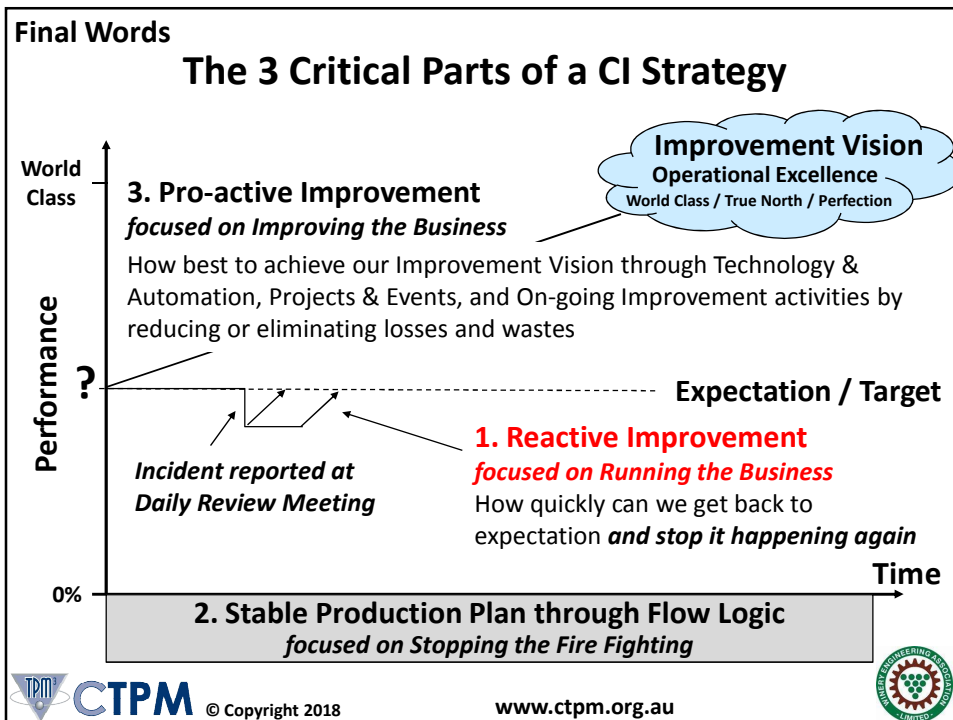 Final Words
The 3 Critical Parts of a CI Strategy
Improvement Vision
Operational Excellence
World Class / True North / Perfection
World
Class
3. Pro-active Improvement
focused on Improving the Business
How best to achieve our Improvement Vision through Technology &
Automation, Projects & Events, and On-going Improvement activities by
reducing or eliminating losses and wastes
Performance
?
Expectation / Target
Incident reported at
Daily Review Meeting
1. Reactive Improvement
focused on Running the Business
How quickly can we get back to
expectation and stop it happening again
Time
0%
2. Stable Production Plan through Flow Logic
focused on Stopping the Fire Fighting
TPM3
CTPM
© Copyright 2018
www.ctpm.org.au
WINERY ENGINEERING ASSOCIATION
LIMITED